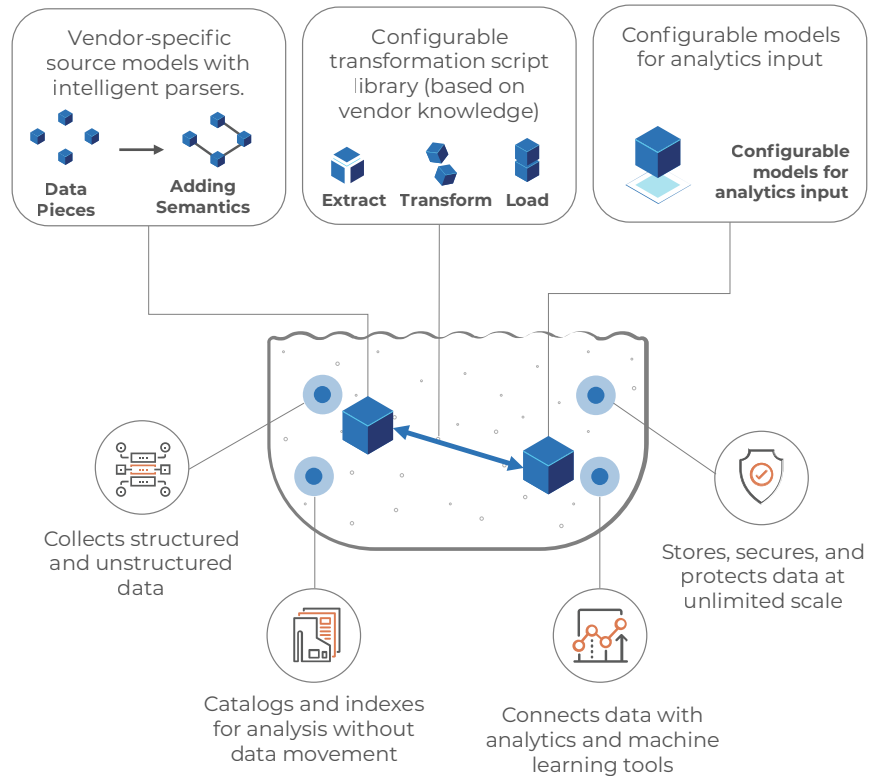 Vendor-specific
source models with
intelligent parsers.
Data
Pieces
Adding
Semantics
Configurable
transformation script
library (based on
vendor knowledge)
Extract
Transform
Load
Configurable models
for analytics input
Configurable
models for
analytics input
Collects structured
and unstructured
data
Catalogs and indexes
for analysis without
data movement
Connects data with
analytics and machine
learning tools
Stores, secures, and
protects data at
unlimited scale